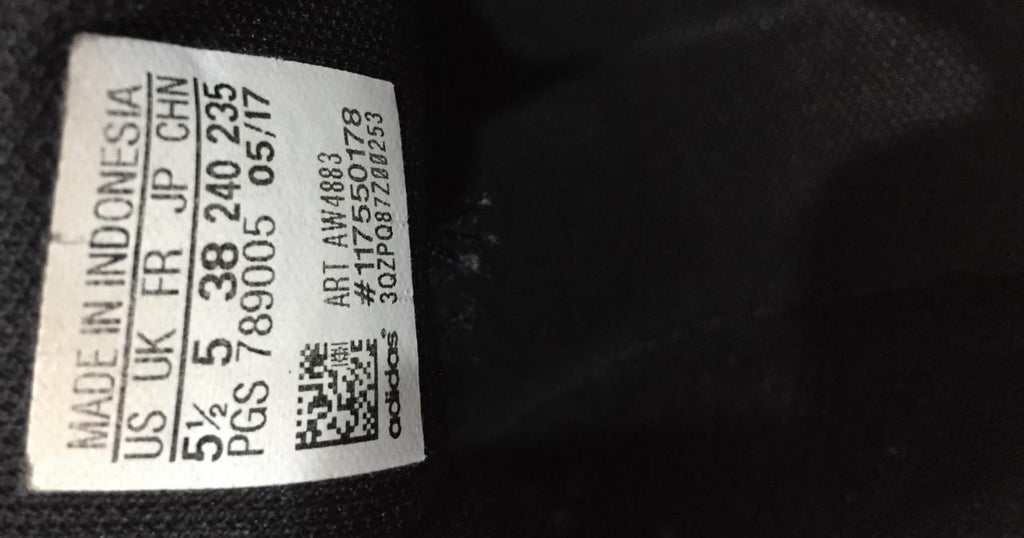 MADE IN INDONESIA
US UK FR JP CHN
5½ 5 38 240 235
PGS 789005 05/17
ART AW4883
#117550178
3QZPQ87Z00253
adidas®